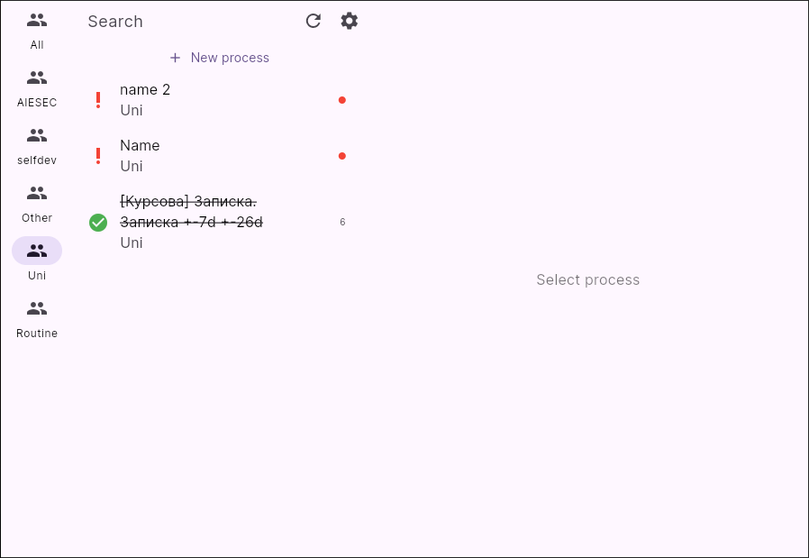 Search
All
+ New process
name 2
Uni
AIESEC
Name
Uni
selfdev
[Курсова] Записка.
Записка +-7d +-26d
6
Uni
Other
Uni
Routine
Select process